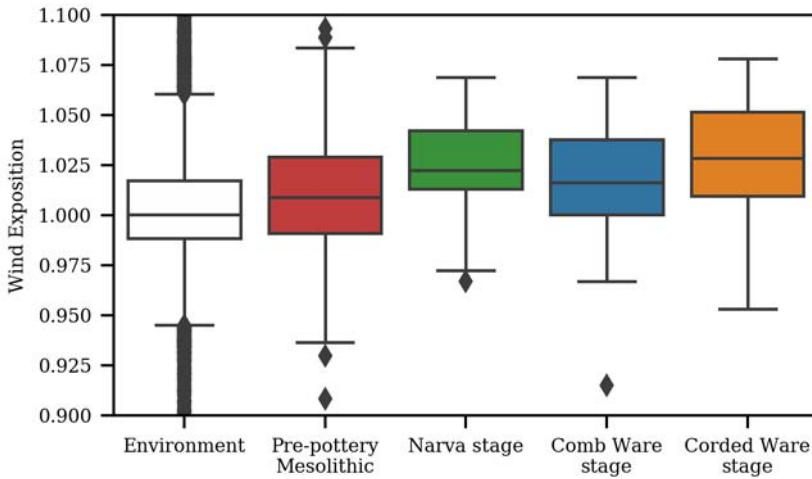 Wind Exposition
1.100
1.075
1.050
1.025
1.000
0.975
0.950
0.925
0.900
Environment
Pre-pottery
Mesolithic
Narva stage
Comb Ware
stage
Corded Ware
stage